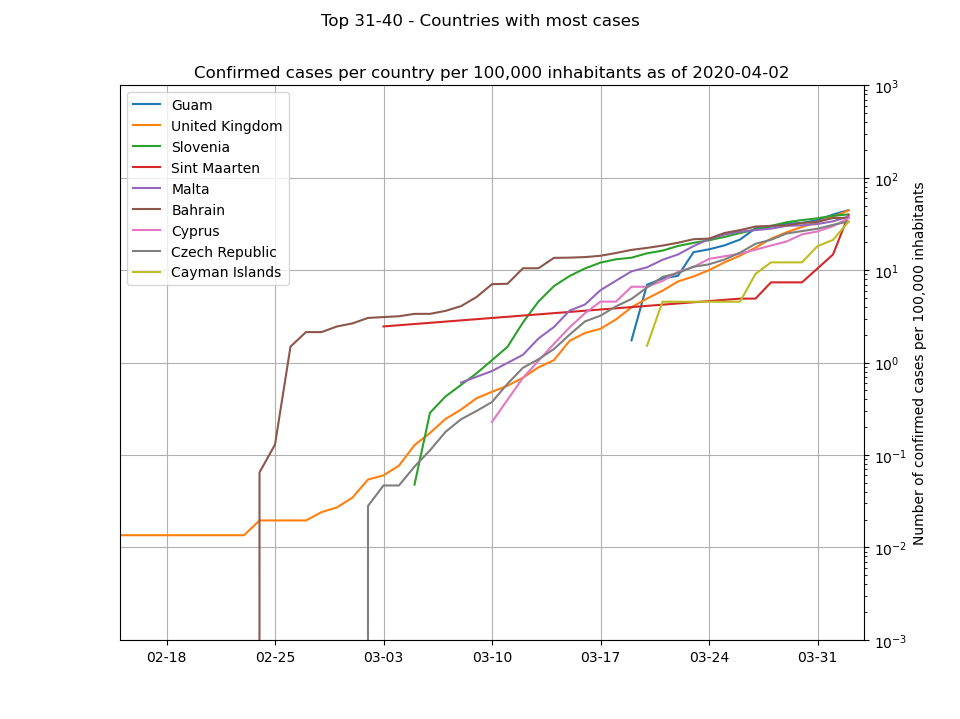 Top 31-40 - Countries with most cases
Confirmed cases per country per 100,000 inhabitants as of 2020-04-02
Guam
United Kingdom
Slovenia
Sint Maarten
Malta
Bahrain
Cyprus
Czech Republic
Cayman Islands
10³
10²
10¹
10⁰
10⁻¹
10⁻²
10⁻³
Number of confirmed cases per 100,000 inhabitants
02-18 02-25 03-03 03-10 03-17 03-24 03-31